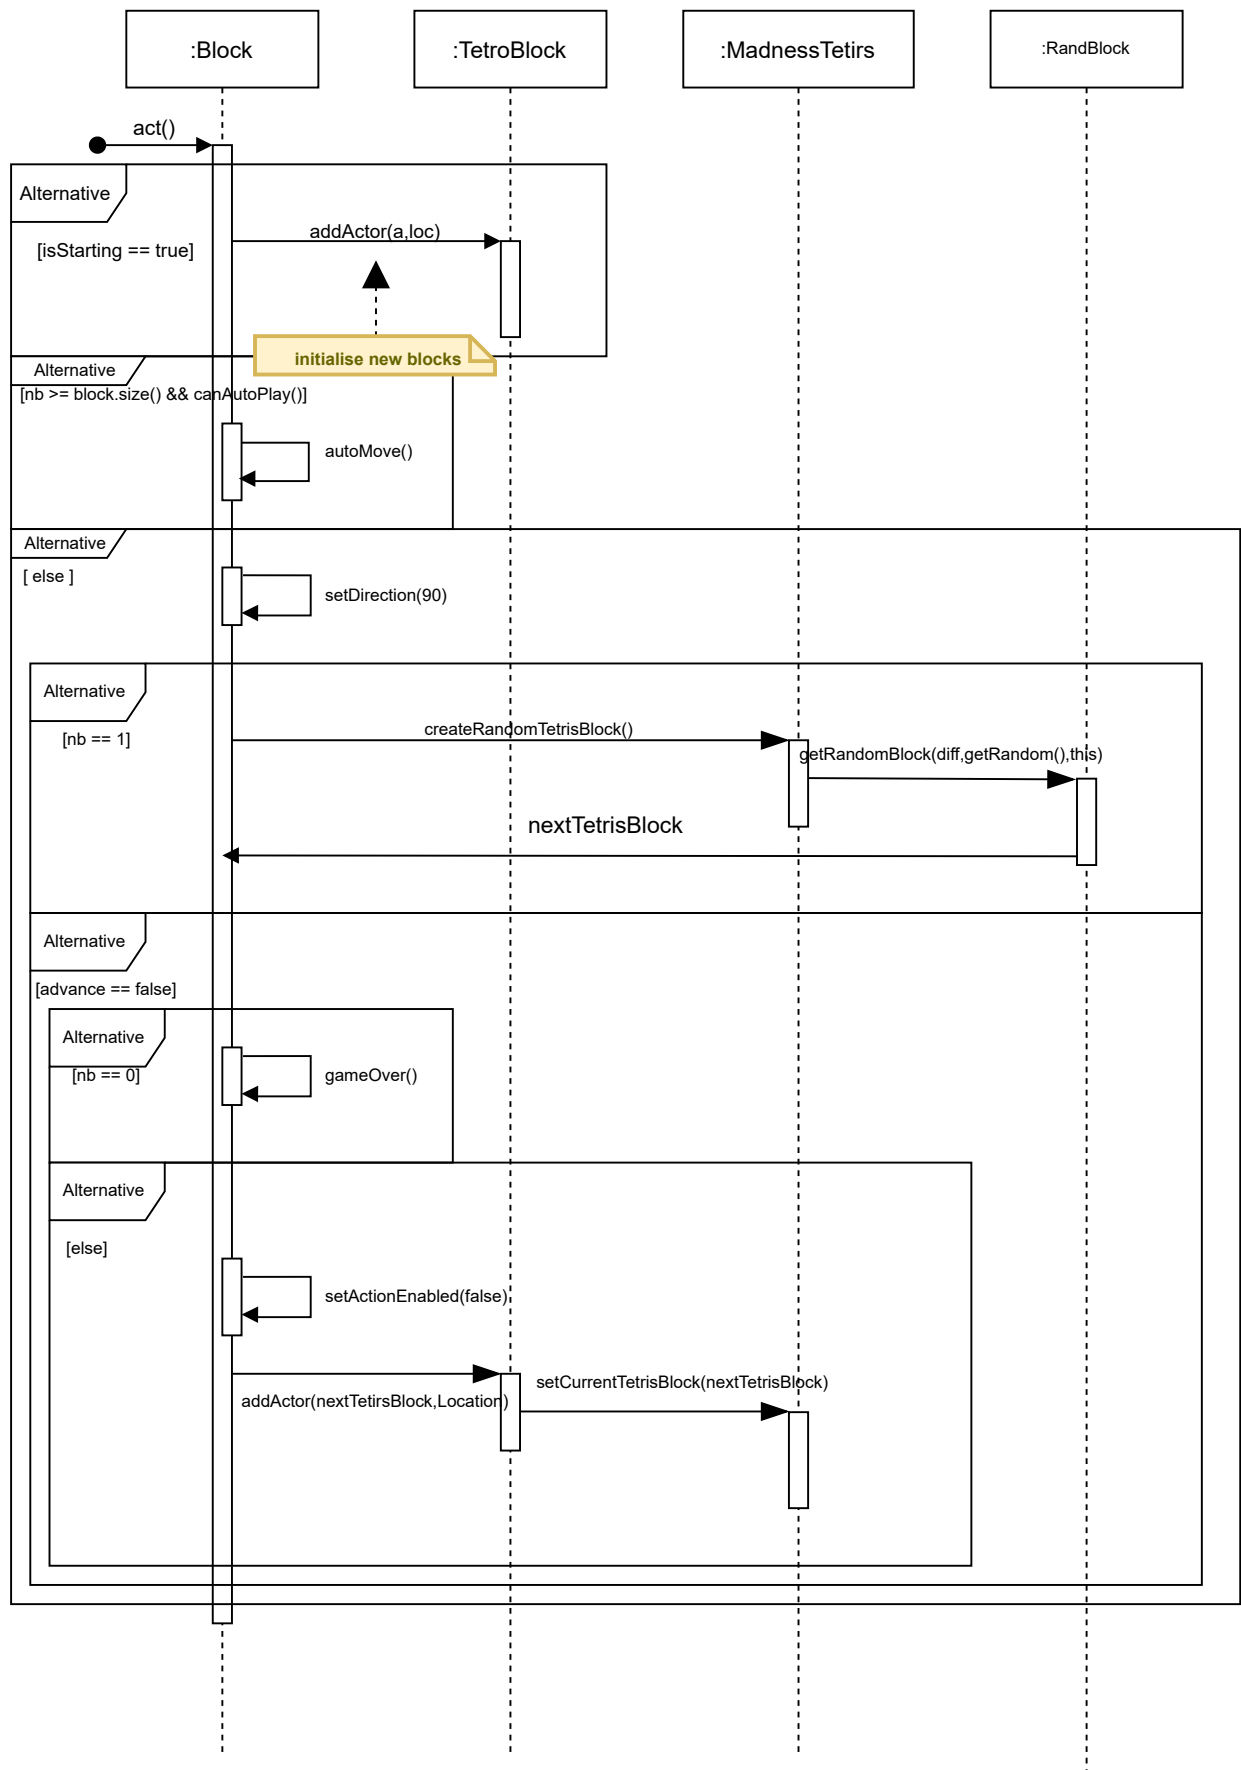 :Block
:TetroBlock
:MadnessTetirs
:RandBlock
act()
Alternative
addActor(a,loc)
[isStarting == true]
initialise new blocks
Alternative
[nb >= block.size() && canAutoPlay()]
autoMove()
Alternative
[ else ]
setDirection(90)
Alternative
createRandomTetrisBlock()
[nb == 1]
getRandomBlock(diff,getRandom(),this)
nextTetrisBlock
Alternative
[advance == false]
Alternative
[nb == 0]
gameOver()
Alternative
[else]
setActionEnabled(false)
setCurrentTetrisBlock(nextTetrisBlock)
addActor(nextTetirsBlock,Location)